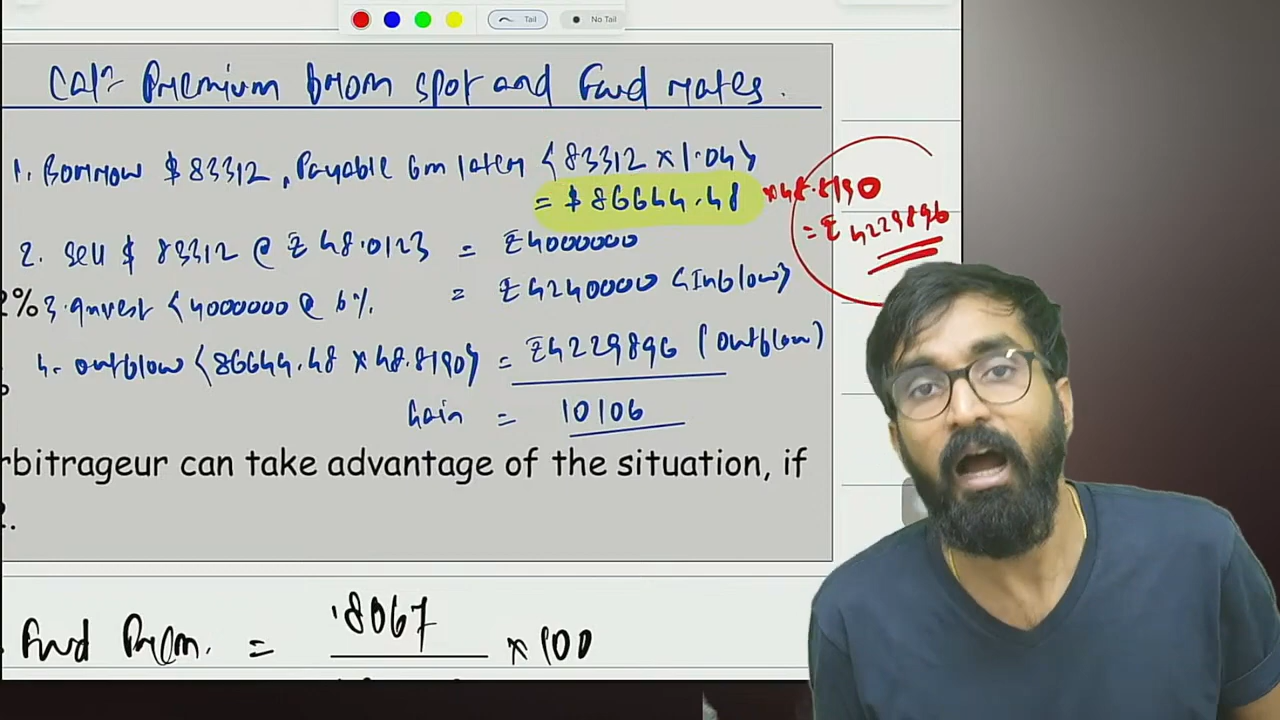 Tail No Tail
Caln Premium from spot and Fwd rates.
1. Borrow $ 83312, Payable 6m later {83312 × 1.04}
= $ 86644.48
×48.8190
= ₹ 4229896
2. Sell $ 83312 @ ₹ 48.0123 = ₹4000000
2% 3. Invest {4000000 @ 6%. = ₹4240000 {Inflow}
4. outflow {86644.48 × 48.8190} = ₹4229896 (outflow)
Gain = 10106
rbitrageur can take advantage of the situation, if
2.
Fwd Prem. = .8067 × 100